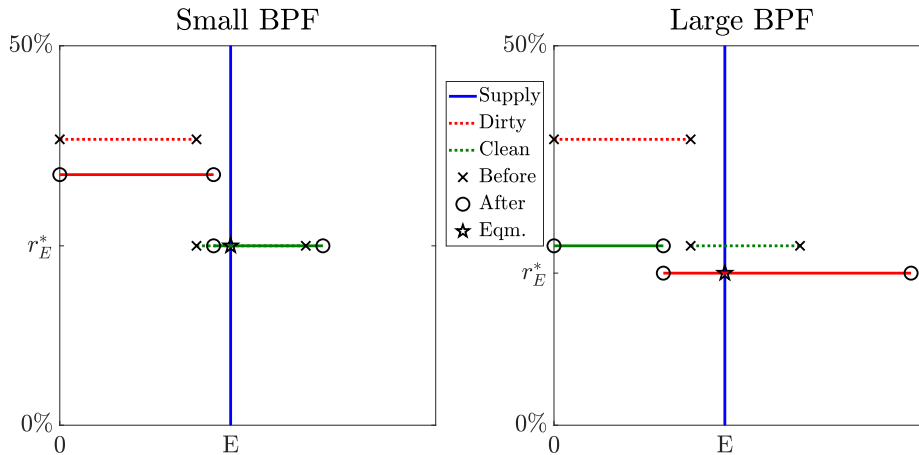 Small BPF
50%
r*_E
0%
0
E
Large BPF
50%
Supply
Dirty
Clean
Before
After
Eqm.
r*_E
0%
0
E